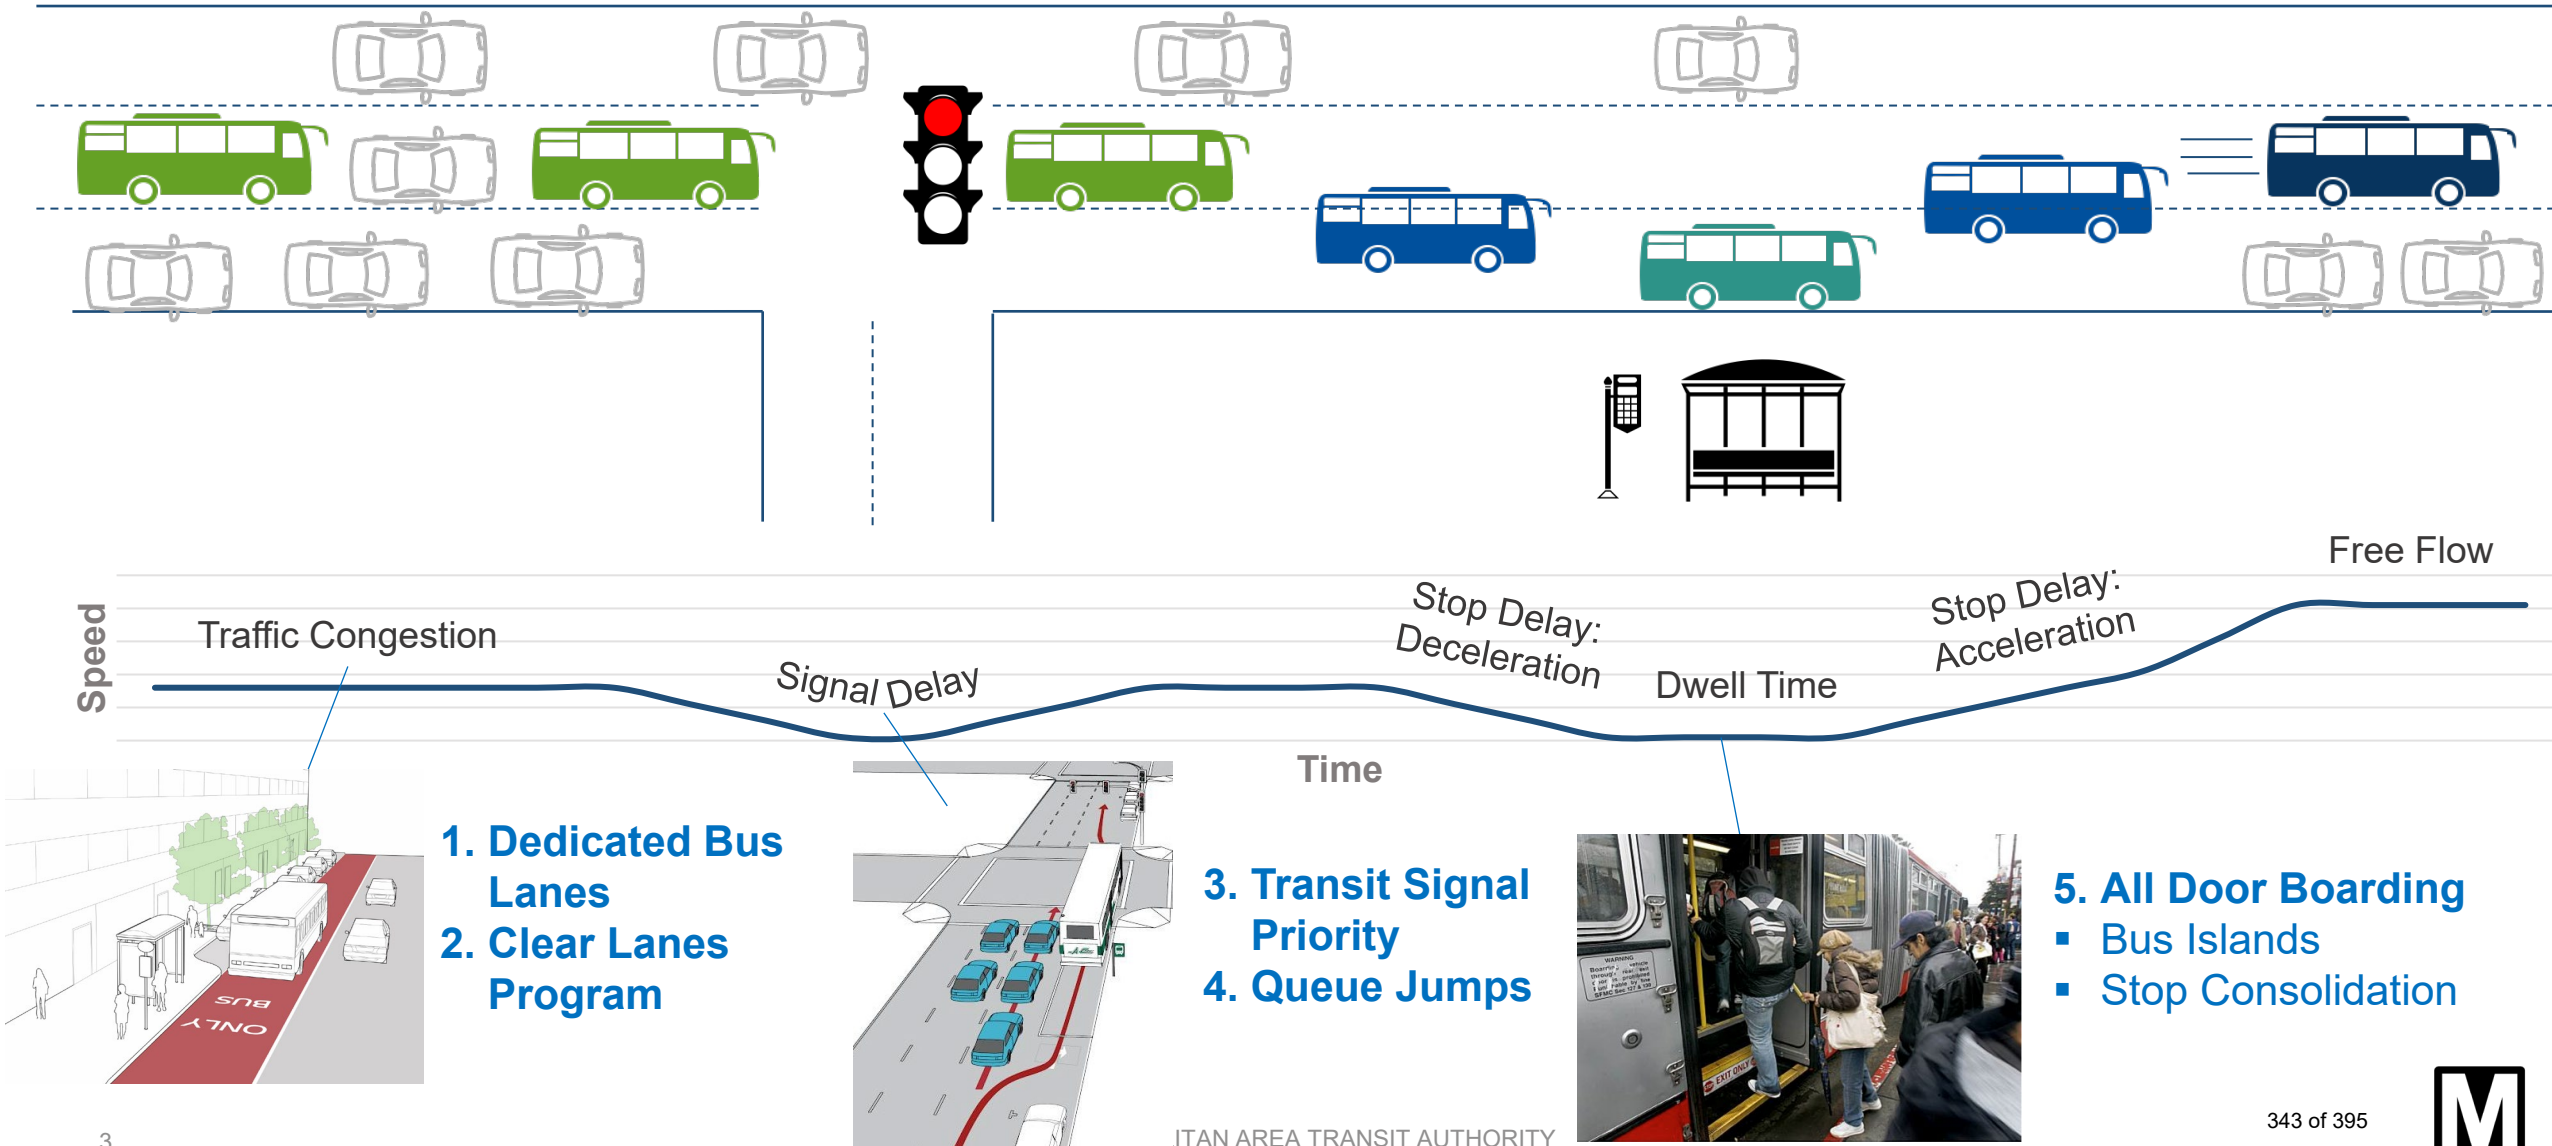 Free Flow
Stop Delay:
Deceleration
Stop Delay:
Acceleration
Speed
Traffic Congestion
Signal Delay
Dwell Time
Time
1. Dedicated Bus
Lanes
2. Clear Lanes
Program
BUS
ONLY
3. Transit Signal
Priority
4. Queue Jumps
WARNING
EXIT ONLY
5. All Door Boarding
▪ Bus Islands
▪ Stop Consolidation
3
ITAN AREA TRANSIT AUTHORITY
343 of 395
M